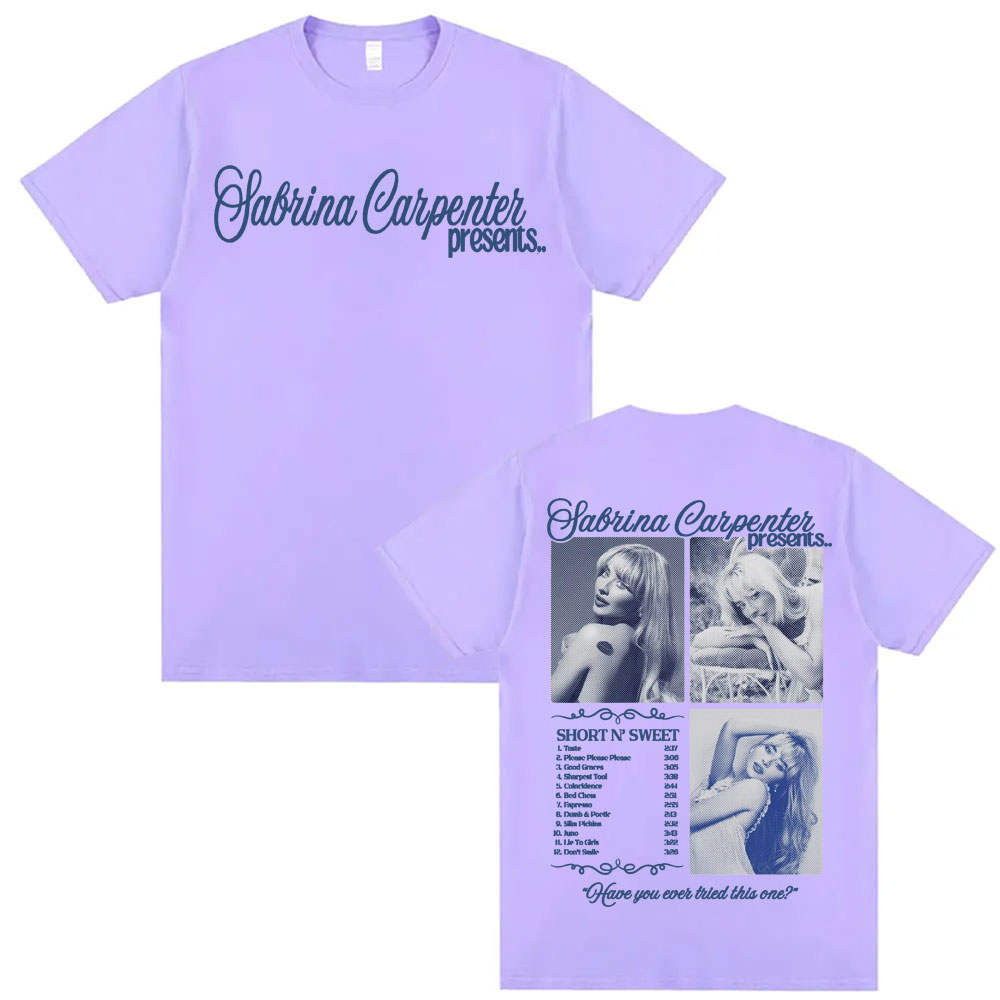 Sabrina Carpenter
presents..
Sabrina Carpenter
presents..
SHORT N' SWEET
1. Taste 2:37
2. Please Please Please 3:06
3. Good Graces 3:05
4. Sharpest Tool 3:38
5. Coincidence 2:44
6. Bed Chem 2:51
7. Espresso 2:55
8. Dumb & Poetic 2:13
9. Slim Pickins 2:32
10. Juno 3:43
11. Lie To Girls 3:22
12. Don't Smile 3:26
"Have you ever tried this one?"